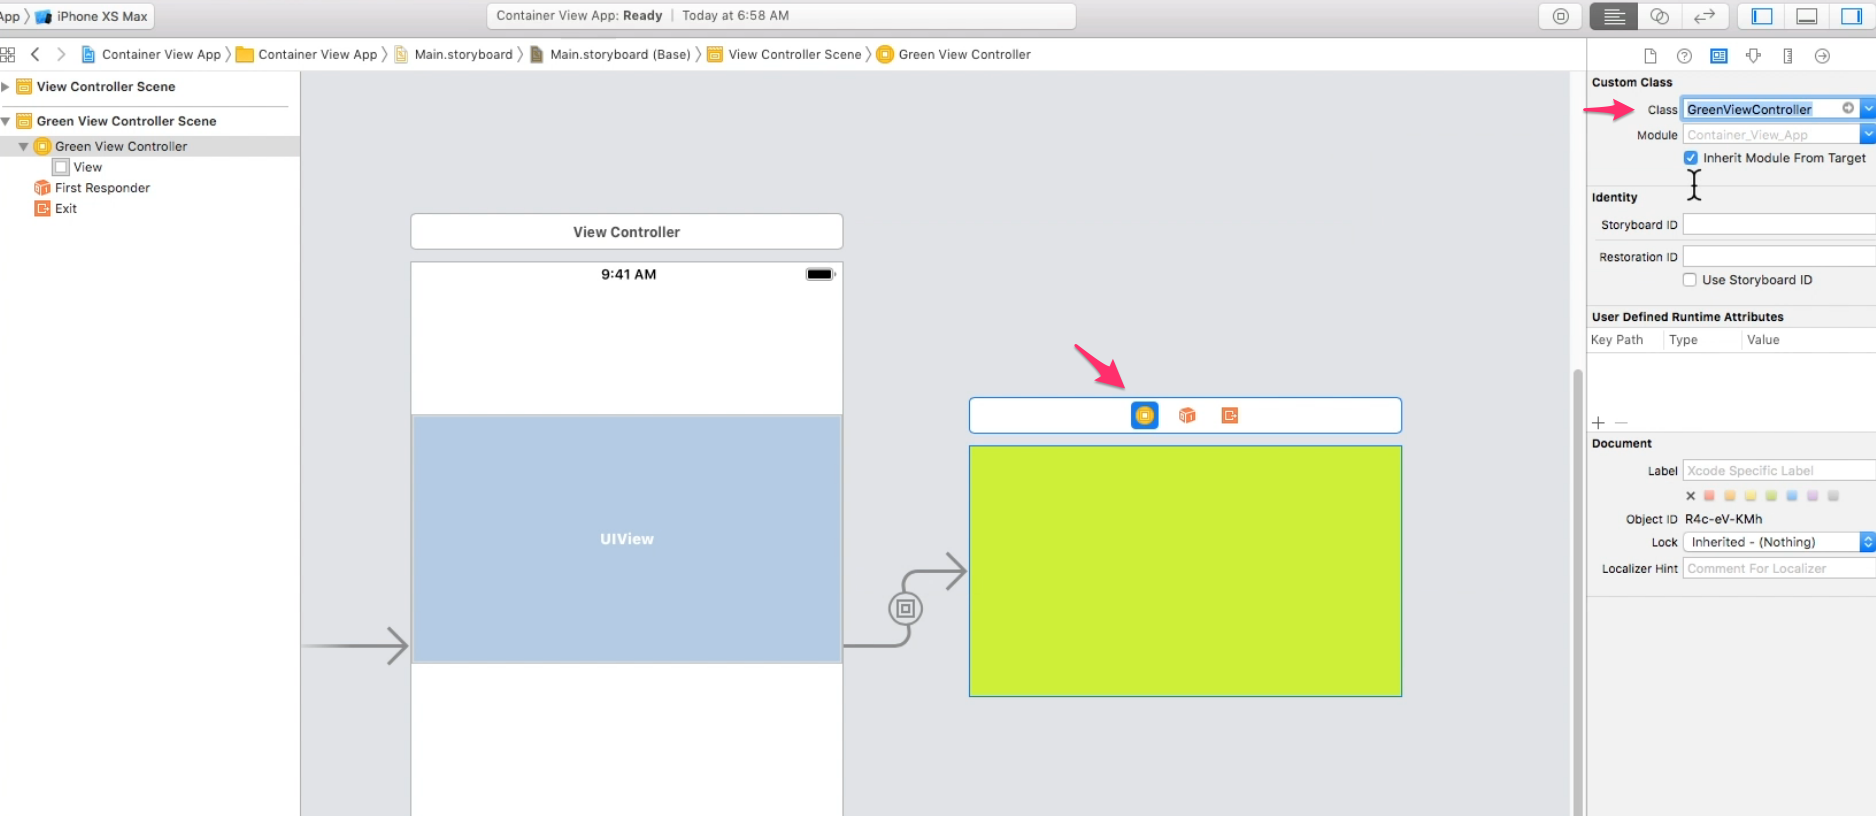 App iPhone XS Max
Container View App: Ready Today at 6:58 AM
Container View App Container View App Main.storyboard Main.storyboard (Base) View Controller Scene Green View Controller
View Controller Scene
Green View Controller Scene
Green View Controller
View
First Responder
Exit
View Controller
9:41 AM
UIView
Custom Class
Class GreenViewController
Module Container_View_App
Inherit Module From Target
Identity
Storyboard ID
Restoration ID
Use Storyboard ID
User Defined Runtime Attributes
Key Path Type Value
Document
Label Xcode Specific Label
Object ID R4c-eV-KMh
Lock Inherited - (Nothing)
Localizer Hint Comment For Localizer